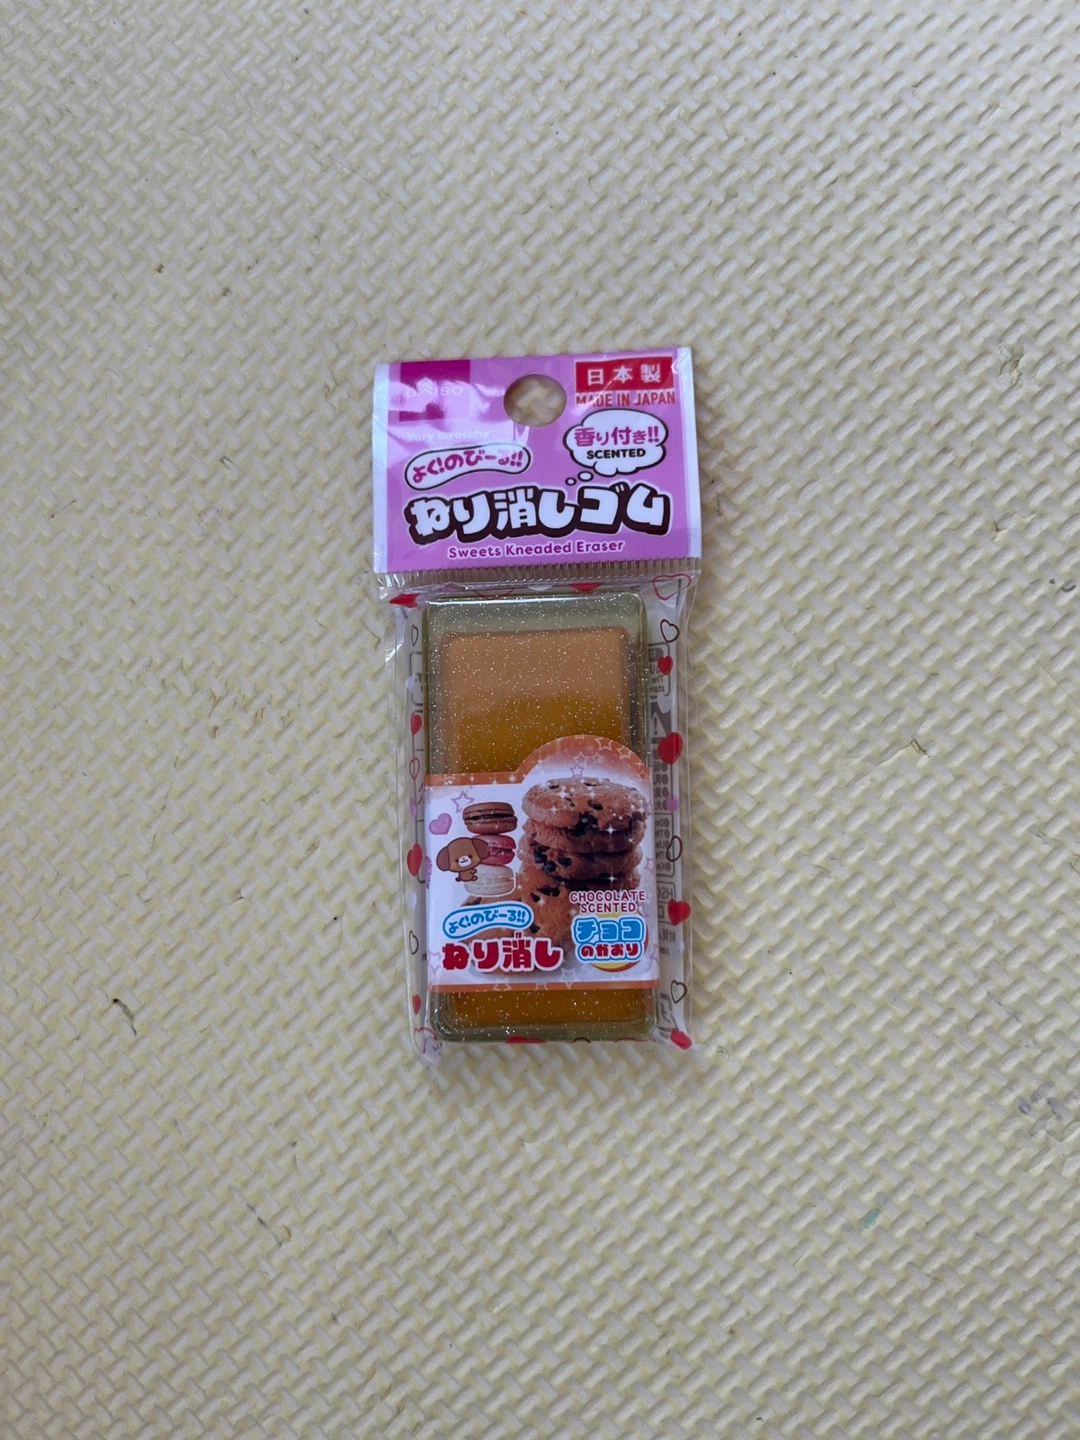 DAISO
日本製
MADE IN JAPAN
Very stretchy
よく!のびーる!!
香り付き!!
SCENTED
ねり消しゴム
Sweets Kneaded Eraser
CHOCOLATE
SCENTED
よく!のびーる!!
チョコ
のかおり
ねり消し